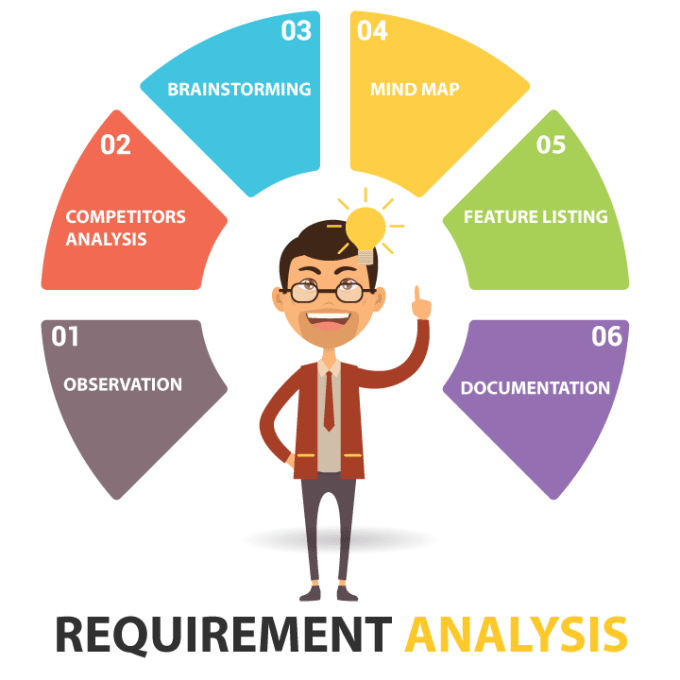 01
OBSERVATION
02
COMPETITORS
ANALYSIS
03
BRAINSTORMING
04
MIND MAP
05
FEATURE LISTING
06
DOCUMENTATION
REQUIREMENT ANALYSIS